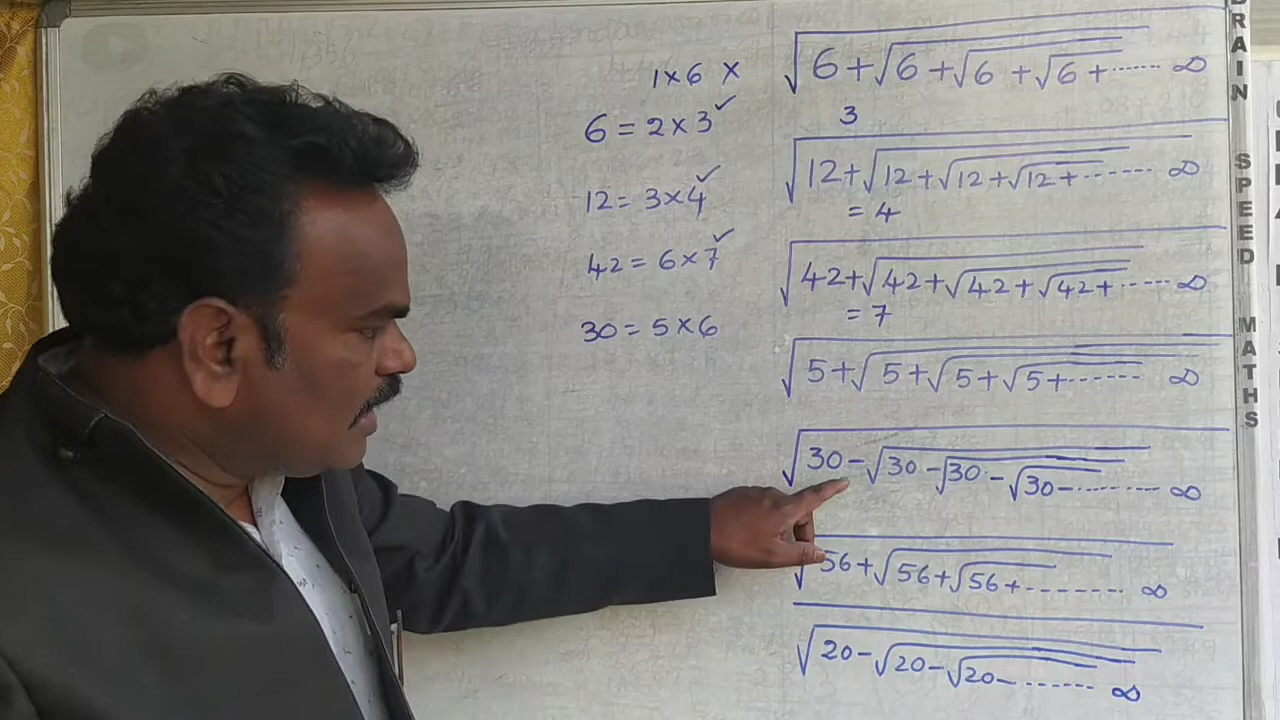 1×6 ×
6 = 2×3 ✓
12 = 3×4 ✓
42 = 6×7 ✓
30 = 5×6
√6+√6+√6+√6+...... ∞
3
√12+√12+√12+√12+...... ∞
= 4
√42+√42+√42+√42+...... ∞
= 7
√5+√5+√5+√5+...... ∞
√30-√30-√30-√30-......... ∞
√56+√56+√56+....... ∞
√20-√20-√20-....... ∞
BRAIN SPEED MATHS